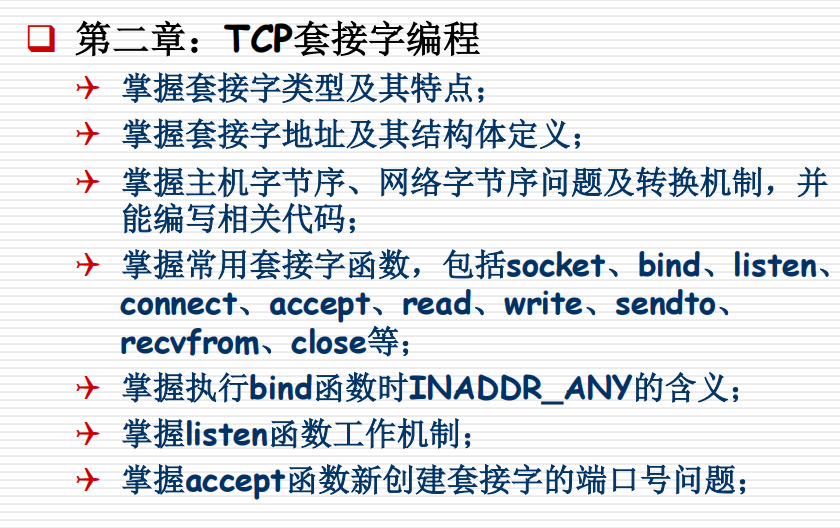 第二章：TCP套接字编程
掌握套接字类型及其特点；
掌握套接字地址及其结构体定义；
掌握主机字节序、网络字节序问题及转换机制，并
能编写相关代码；
掌握常用套接字函数，包括socket、bind、listen、
connect、accept、read、write、sendto、
recvfrom、close等；
掌握执行bind函数时INADDR_ANY的含义；
掌握listen函数工作机制；
掌握accept函数新创建套接字的端口号问题；